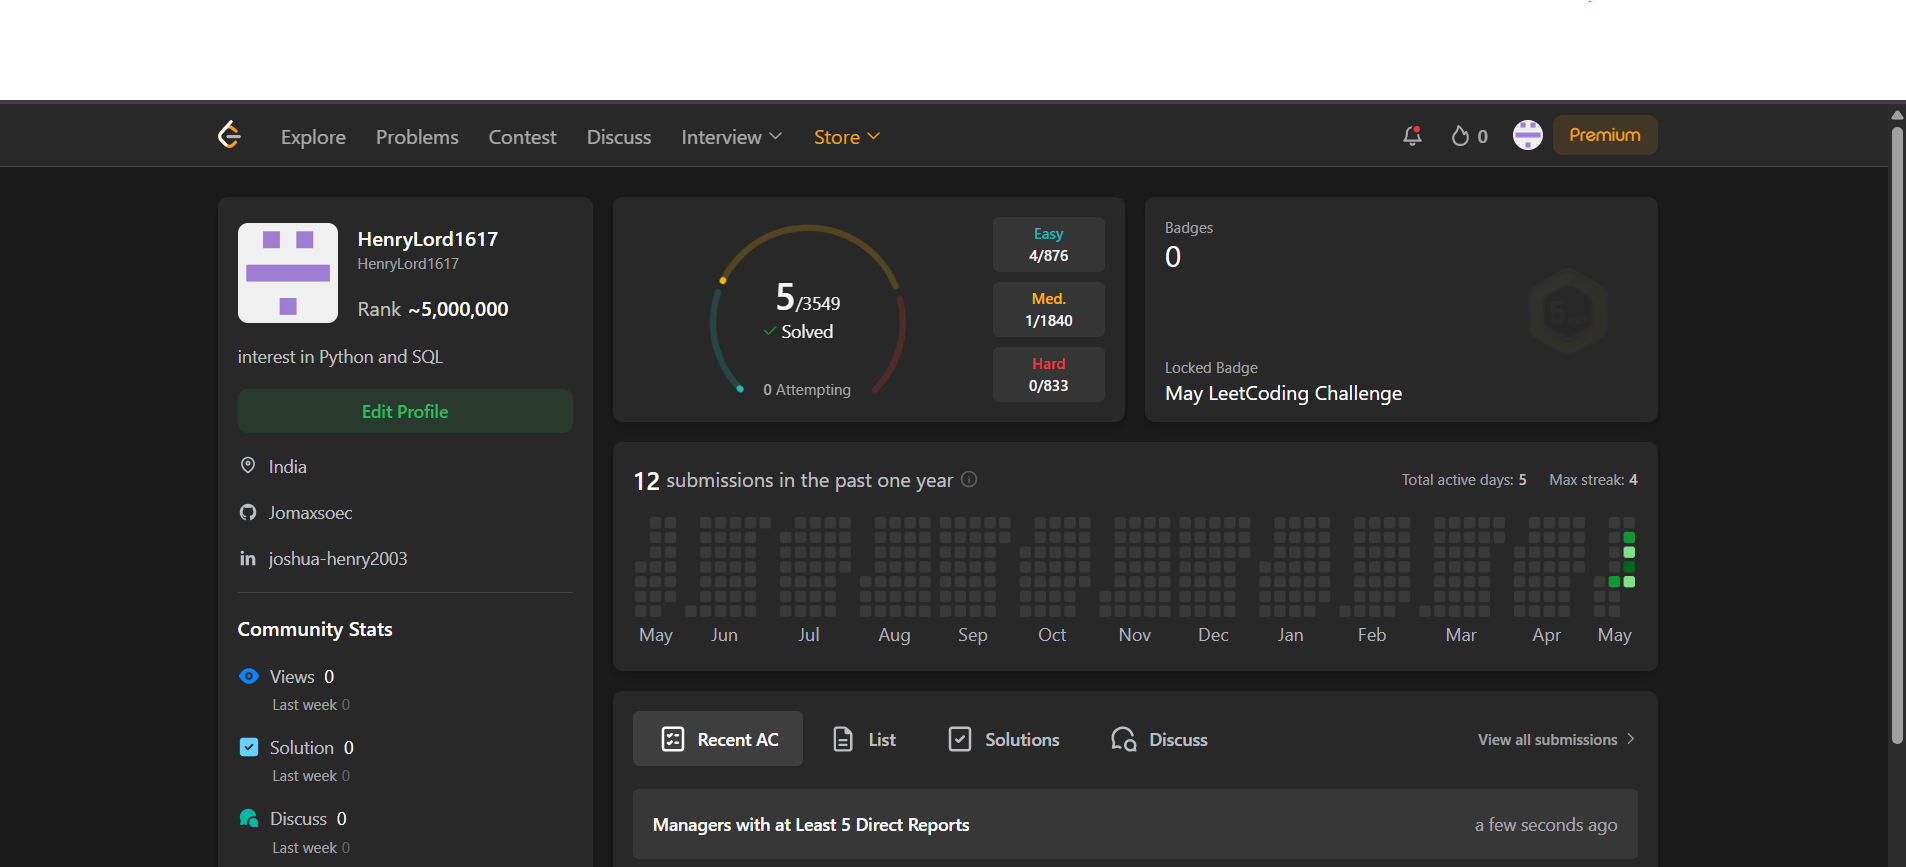 Explore Problems Contest Discuss Interview Store 0 Premium
HenryLord1617
HenryLord1617
Rank ~5,000,000
interest in Python and SQL
Edit Profile
India
Jomaxsoec
joshua-henry2003
Community Stats
Views 0
Last week 0
Solution 0
Last week 0
Discuss 0
Last week 0
5/3549
Solved
0 Attempting
Easy
4/876
Med.
1/1840
Hard
0/833
Badges
0
Locked Badge
May LeetCoding Challenge
12 submissions in the past one year Total active days: 5 Max streak: 4
May Jun Jul Aug Sep Oct Nov Dec Jan Feb Mar Apr May
Recent AC List Solutions Discuss View all submissions
Managers with at Least 5 Direct Reports a few seconds ago